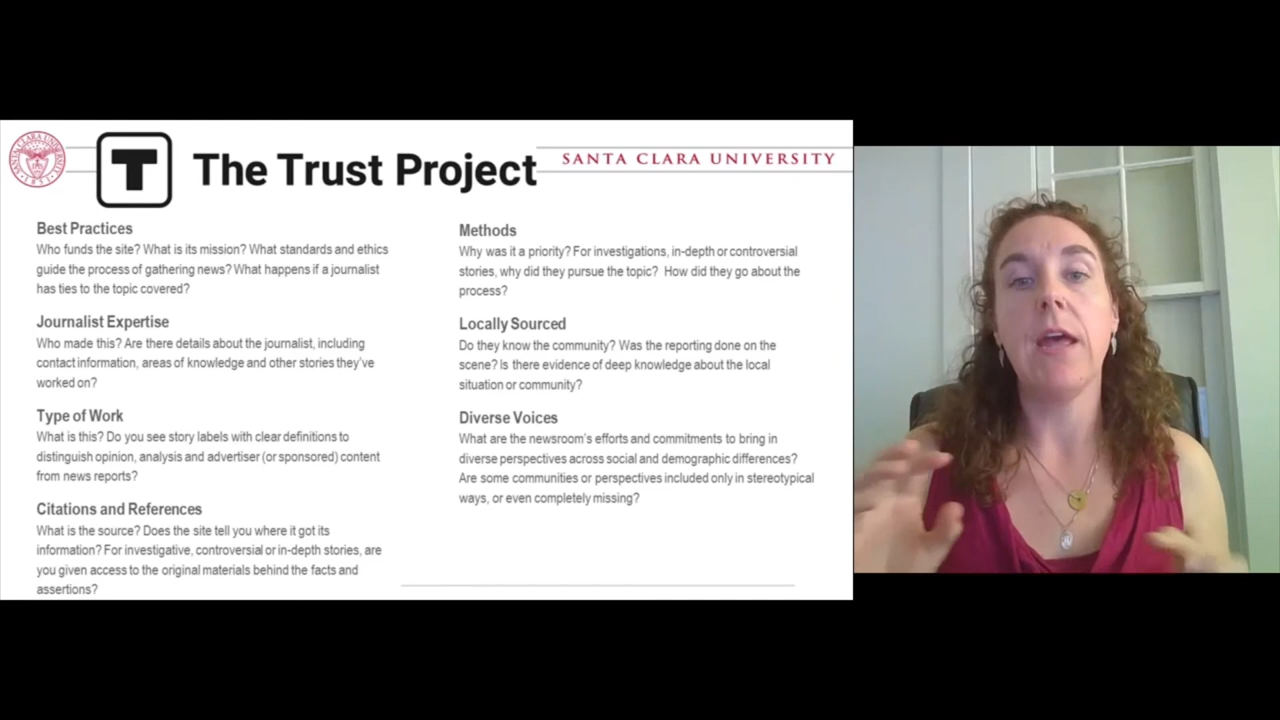 SANTA CLARA UNIVERSITY
1851
T
The Trust Project
SANTA CLARA UNIVERSITY
Best Practices
Who funds the site? What is its mission? What standards and ethics
guide the process of gathering news? What happens if a journalist
has ties to the topic covered?
Journalist Expertise
Who made this? Are there details about the journalist, including
contact information, areas of knowledge and other stories they've
worked on?
Type of Work
What is this? Do you see story labels with clear definitions to
distinguish opinion, analysis and advertiser (or sponsored) content
from news reports?
Citations and References
What is the source? Does the site tell you where it got its
information? For investigative, controversial or in-depth stories, are
you given access to the original materials behind the facts and
assertions?
Methods
Why was it a priority? For investigations, in-depth or controversial
stories, why did they pursue the topic? How did they go about the
process?
Locally Sourced
Do they know the community? Was the reporting done on the
scene? Is there evidence of deep knowledge about the local
situation or community?
Diverse Voices
What are the newsroom's efforts and commitments to bring in
diverse perspectives across social and demographic differences?
Are some communities or perspectives included only in stereotypical
ways, or even completely missing?